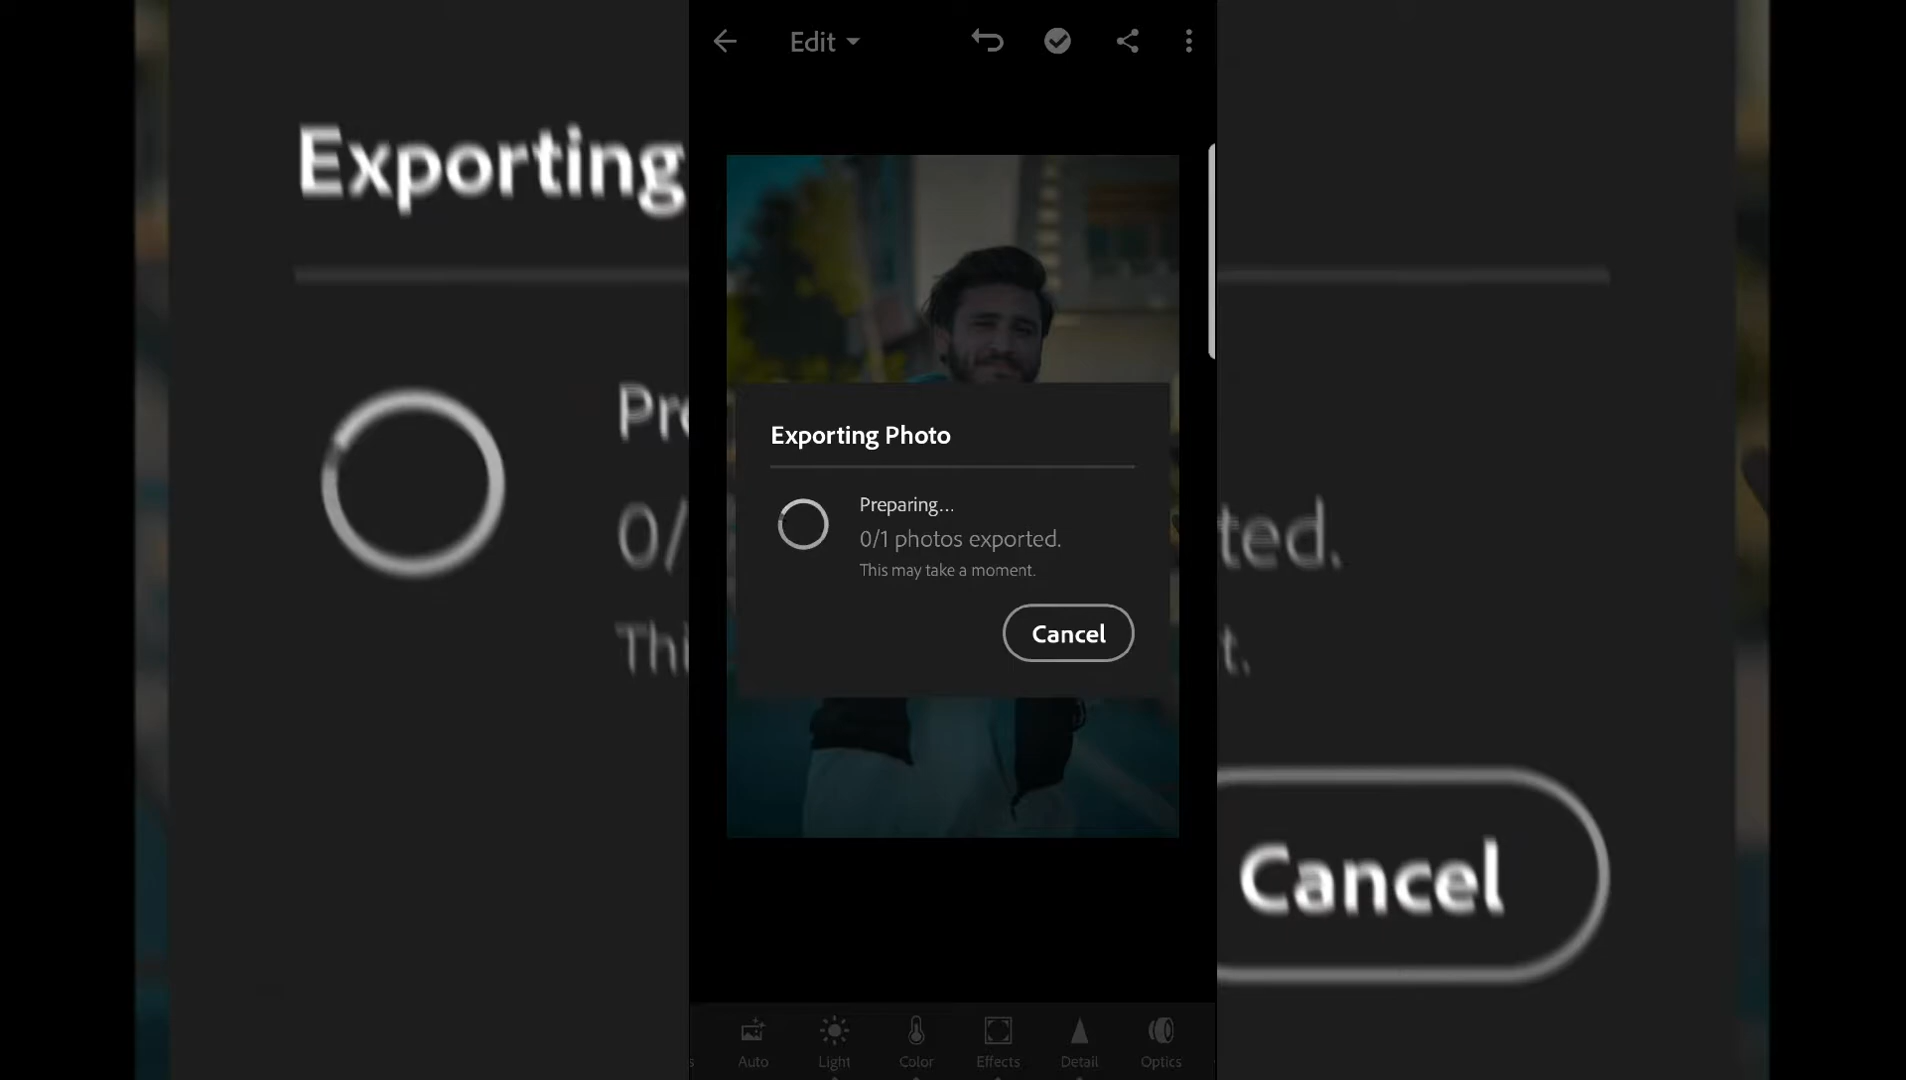 Edit
Exporting
Exporting Photo
Preparing...
0/1 photos exported.
This may take a moment.
Cancel
Pre
0/
ted.
Thi
t.
Cancel
s
Auto
Light
Color
Effects
Detail
Optics